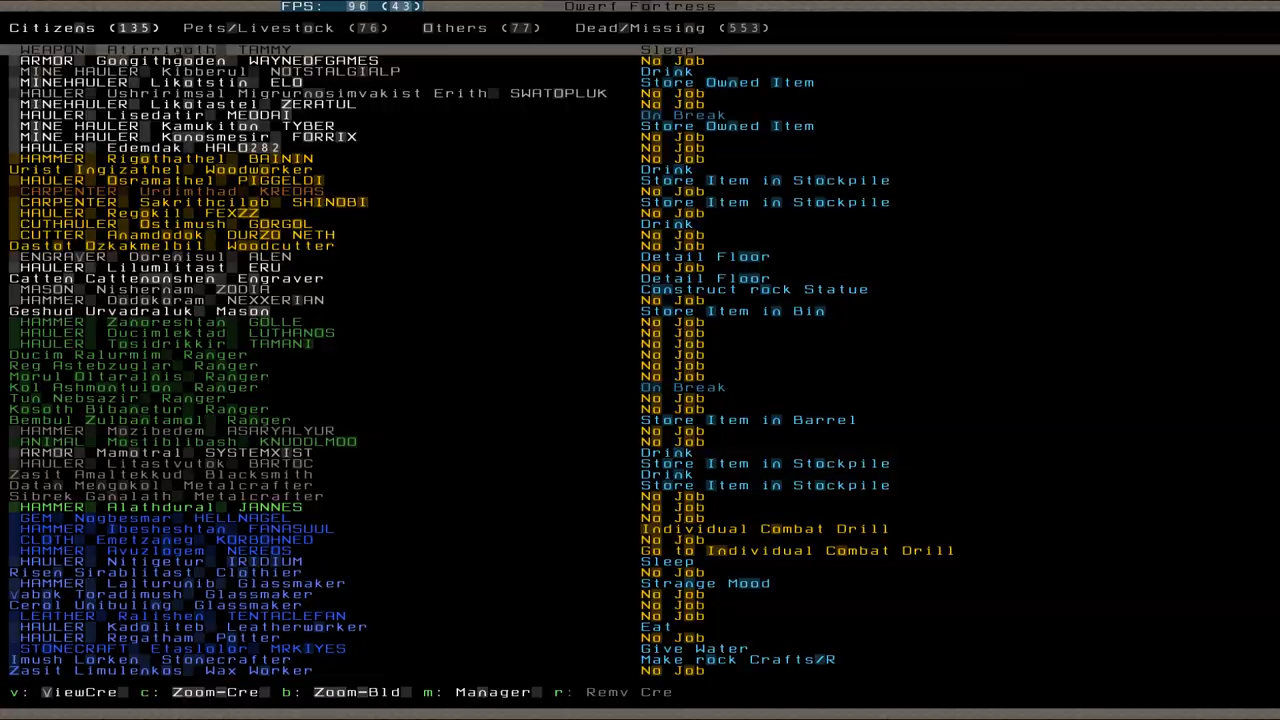 FPS: 96 (43) Dwarf Fortress
Citizens (135) Pets/Livestock (76) Others (77) Dead/Missing (553)
WEAPON Atirrigoth TAMMY Sleep
ARMOR Gongithgoden WAYNEOFGAMES No Job
MINE HAULER Kibberul NOTSTALGIALP Drink
MINEHAULER Likotstin ELO Store Owned Item
HAULER Ushririmsal Migrurnosimvakist Erith SWATOPLUK No Job
MINEHAULER Likotastel ZERATUL No Job
HAULER Lisedatir MEODAI On Break
MINE HAULER Kamukiton TYBER Store Owned Item
MINE HAULER Konosmesir FORRIX No Job
HAULER Edemdak HALO282 No Job
HAMMER Rigothathel BAININ No Job
Urist Ingizathel Woodworker Drink
HAULER Osramathel PIGGELDI Store Item in Stockpile
CARPENTER Urdimthad KREDAS No Job
CARPENTER Sakrithcilob SHINOBI Store Item in Stockpile
HAULER Regokil FEXZZ No Job
CUTHAULER Ostimush GORGOL Drink
CUTTER Anamdodok DURZO NETH No Job
Dastot Ozkakmelbil Woodcutter No Job
ENGRAVER Dorenisul ALEN Detail Floor
HAULER Lilumlitast ERU No Job
Catten Cattenonshen Engraver Detail Floor
MASON Nishernam ZODIA Construct rock Statue
HAMMER Dodokoram NEXXERIAN No Job
Geshud Urvadraluk Mason Store Item in Bin
HAMMER Zanoreshtan GOLLE No Job
HAULER Ducimlektad LUTHANOS No Job
HAULER Tosidrikkir TAMANI No Job
Ducim Ralurmim Ranger No Job
Reg Astebzuglar Ranger No Job
Morul Oltaralnis Ranger No Job
Kol Ashmontulon Ranger On Break
Tun Nebsazir Ranger No Job
Kosoth Bibanetur Ranger No Job
Bembul Zulbantamol Ranger Store Item in Barrel
HAMMER Mozibedem ASARYALYUR No Job
ANIMAL Mostiblibash KNUDDLMOO No Job
ARMOR Mamotral SYSTEMXIST Drink
HAULER Litastvutok BARTOC Store Item in Stockpile
Zasit Amaltekkud Blacksmith Drink
Datan Mengokol Metalcrafter Store Item in Stockpile
Sibrek Ganalath Metalcrafter No Job
HAMMER Alathdural JANNES No Job
GEM Nogbesmar HELLNAGEL No Job
HAMMER Ibesheshtan FANASUUL Individual Combat Drill
CLOTH Emetzaneg KORBOHNED No Job
HAMMER Avuzlogem NEREOS Go to Individual Combat Drill
HAULER Nitigetur IRIDIUM Sleep
Risen Sirablitast Clothier No Job
HAMMER Lalturunib Glassmaker Strange Mood
Vabok Toradimush Glassmaker No Job
Cerol Unibuling Glassmaker No Job
LEATHER Ralishen TENTACLEFAN No Job
HAULER Kadoliteb Leatherworker Eat
HAULER Regatham Potter No Job
STONECRAFT Etaslolor MRKIYES Give Water
Imush Lorken Stonecrafter Make rock Crafts/R
Zasit Limulenkos Wax Worker No Job
v: ViewCre c: Zoom-Cre b: Zoom-Bld m: Manager r: Remv Cre